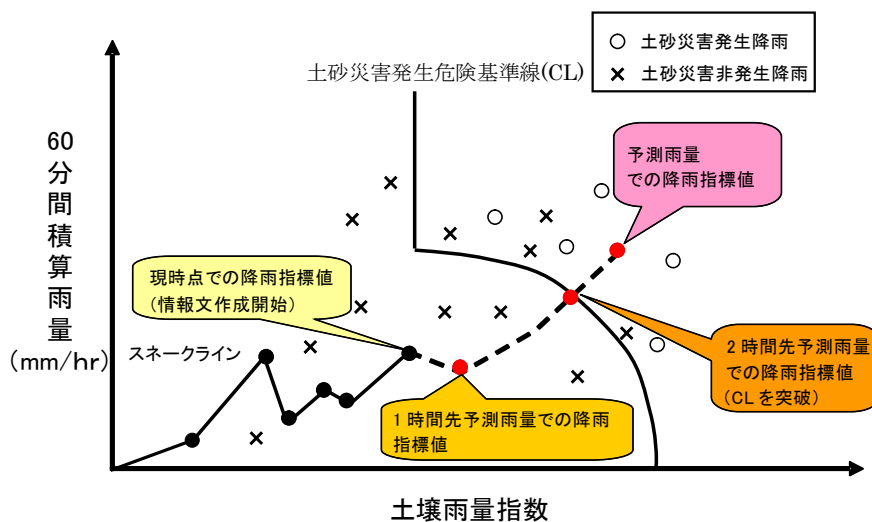 土砂災害発生降雨
土砂災害非発生降雨
土砂災害発生危険基準線(CL)
60
分
間
積
算
雨
量
(mm/hr)
予測雨量
での降雨指標値
現時点での降雨指標値
(情報文作成開始)
スネークライン
2時間先予測雨量
での降雨指標値
(CLを突破)
1時間先予測雨量での降雨
指標値
土壌雨量指数